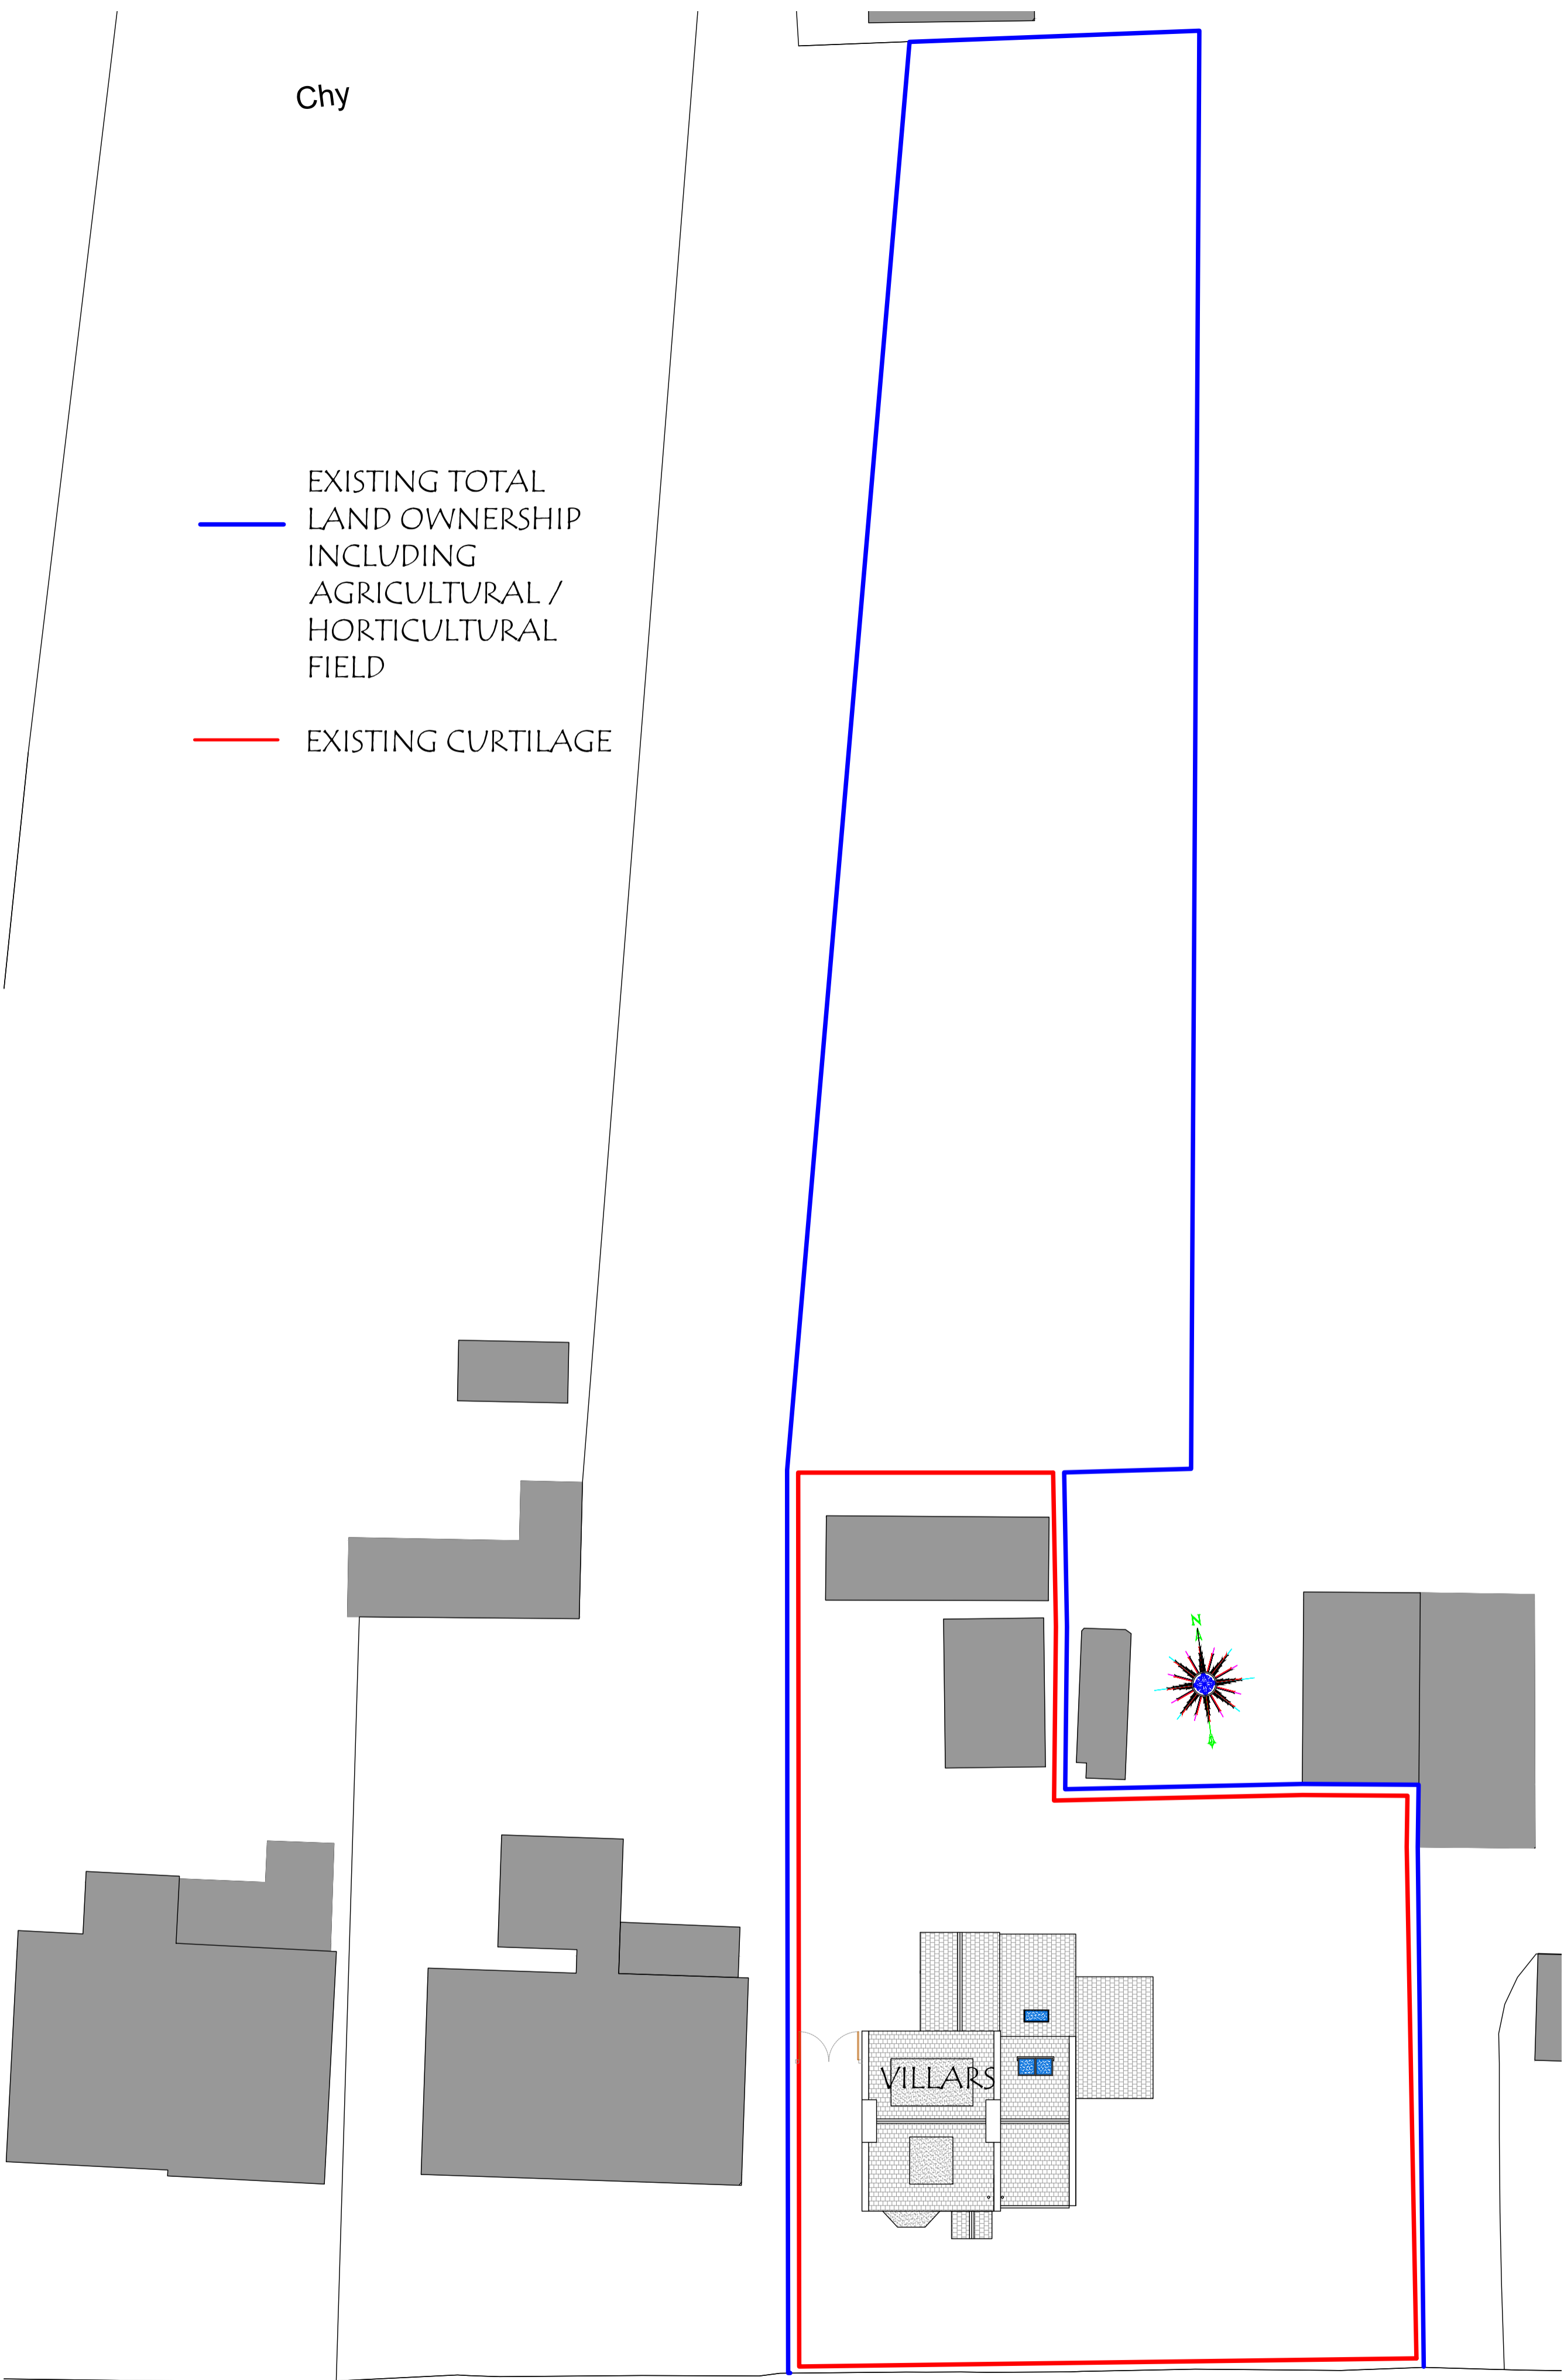 Chy
EXISTING TOTAL
LAND OWNERSHIP
INCLUDING
AGRICULTURAL /
HORTICULTURAL
FIELD
EXISTING CURTILAGE
N
VILLARS